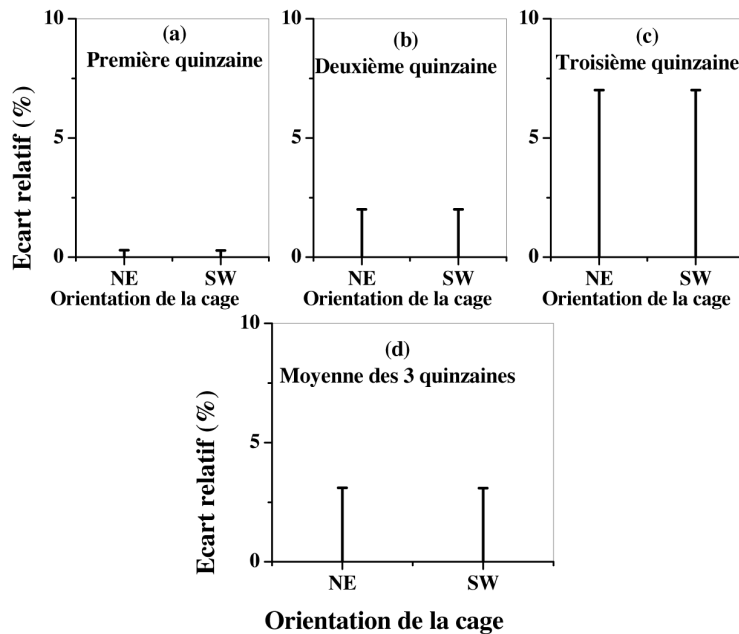 Ecart relatif (%)
10
5
0
(a)
Première quinzaine
NE
SW
Orientation de la cage
10
5
0
(b)
Deuxième quinzaine
NE
SW
Orientation de la cage
10
5
0
(c)
Troisième quinzaine
NE
SW
Orientation de la cage
Ecart relatif (%)
10
5
0
(d)
Moyenne des 3 quinzaines
NE
SW
Orientation de la cage